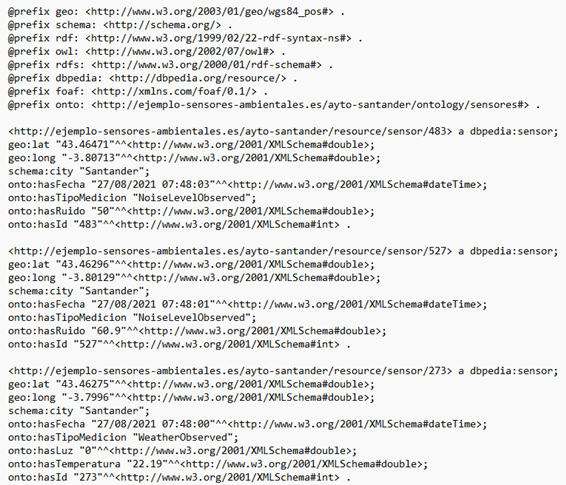 @prefix geo: <http://www.w3.org/2003/01/geo/wgs84_pos#> .
@prefix schema: <http://schema.org/> .
@prefix rdf: <http://www.w3.org/1999/02/22-rdf-syntax-ns#> .
@prefix owl: <http://www.w3.org/2002/07/owl#> .
@prefix rdfs: <http://www.w3.org/2000/01/rdf-schema#> .
@prefix dbpedia: <http://dbpedia.org/resource/> .
@prefix foaf: <http://xmlns.com/foaf/0.1/> .
@prefix onto: <http://ejemplo-sensores-ambientales.es/ayto-santander/ontology/sensores#> .
<http://ejemplo-sensores-ambientales.es/ayto-santander/resource/sensor/483> a dbpedia:sensor;
geo:lat "43.46471"^^<http://www.w3.org/2001/XMLSchema#double>;
geo:long "-3.80713"^^<http://www.w3.org/2001/XMLSchema#double>;
schema:city "Santander";
onto:hasFecha "27/08/2021 07:48:03"^^<http://www.w3.org/2001/XMLSchema#dateTime>;
onto:hasTipoMedicion "NoiseLevelObserved";
onto:hasRuido "50"^^<http://www.w3.org/2001/XMLSchema#double>;
onto:hasId "483"^^<http://www.w3.org/2001/XMLSchema#int> .
<http://ejemplo-sensores-ambientales.es/ayto-santander/resource/sensor/527> a dbpedia:sensor;
geo:lat "43.46296"^^<http://www.w3.org/2001/XMLSchema#double>;
geo:long "-3.80129"^^<http://www.w3.org/2001/XMLSchema#double>;
schema:city "Santander";
onto:hasFecha "27/08/2021 07:48:01"^^<http://www.w3.org/2001/XMLSchema#dateTime>;
onto:hasTipoMedicion "NoiseLevelObserved";
onto:hasRuido "60.9"^^<http://www.w3.org/2001/XMLSchema#double>;
onto:hasId "527"^^<http://www.w3.org/2001/XMLSchema#int> .
<http://ejemplo-sensores-ambientales.es/ayto-santander/resource/sensor/273> a dbpedia:sensor;
geo:lat "43.46275"^^<http://www.w3.org/2001/XMLSchema#double>;
geo:long "-3.7996"^^<http://www.w3.org/2001/XMLSchema#double>;
schema:city "Santander";
onto:hasFecha "27/08/2021 07:48:00"^^<http://www.w3.org/2001/XMLSchema#dateTime>;
onto:hasTipoMedicion "WeatherObserved";
onto:hasLuz "0"^^<http://www.w3.org/2001/XMLSchema#double>;
onto:hasTemperatura "22.19"^^<http://www.w3.org/2001/XMLSchema#double>;
onto:hasId "273"^^<http://www.w3.org/2001/XMLSchema#int> .